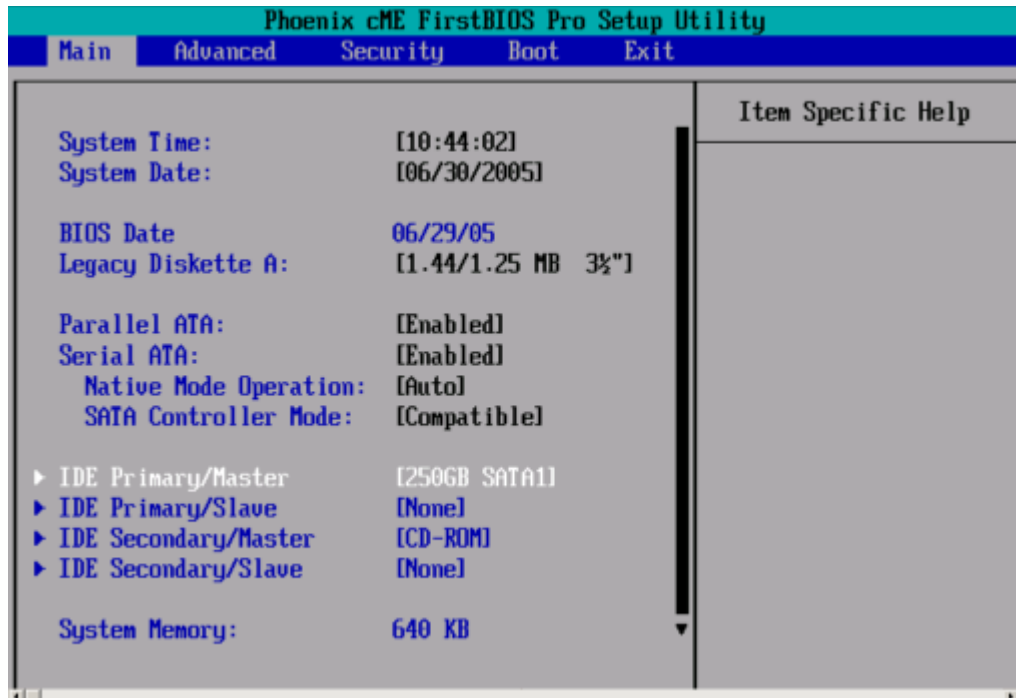 Phoenix cME FirstBIOS Pro Setup Utility
Main Advanced Security Boot Exit
Item Specific Help
System Time: [10:44:02]
System Date: [06/30/2005]
BIOS Date 06/29/05
Legacy Diskette A: [1.44/1.25 MB 3½"]
Parallel ATA: [Enabled]
Serial ATA: [Enabled]
Native Mode Operation: [Auto]
SATA Controller Mode: [Compatible]
IDE Primary/Master [250GB SATA1]
IDE Primary/Slave [None]
IDE Secondary/Master [CD-ROM]
IDE Secondary/Slave [None]
System Memory: 640 KB